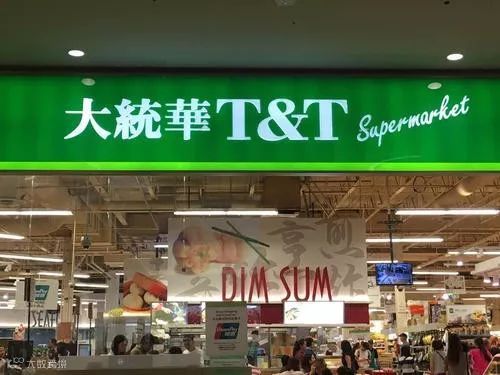 大統華 T&T Supermarket
DIM SUM